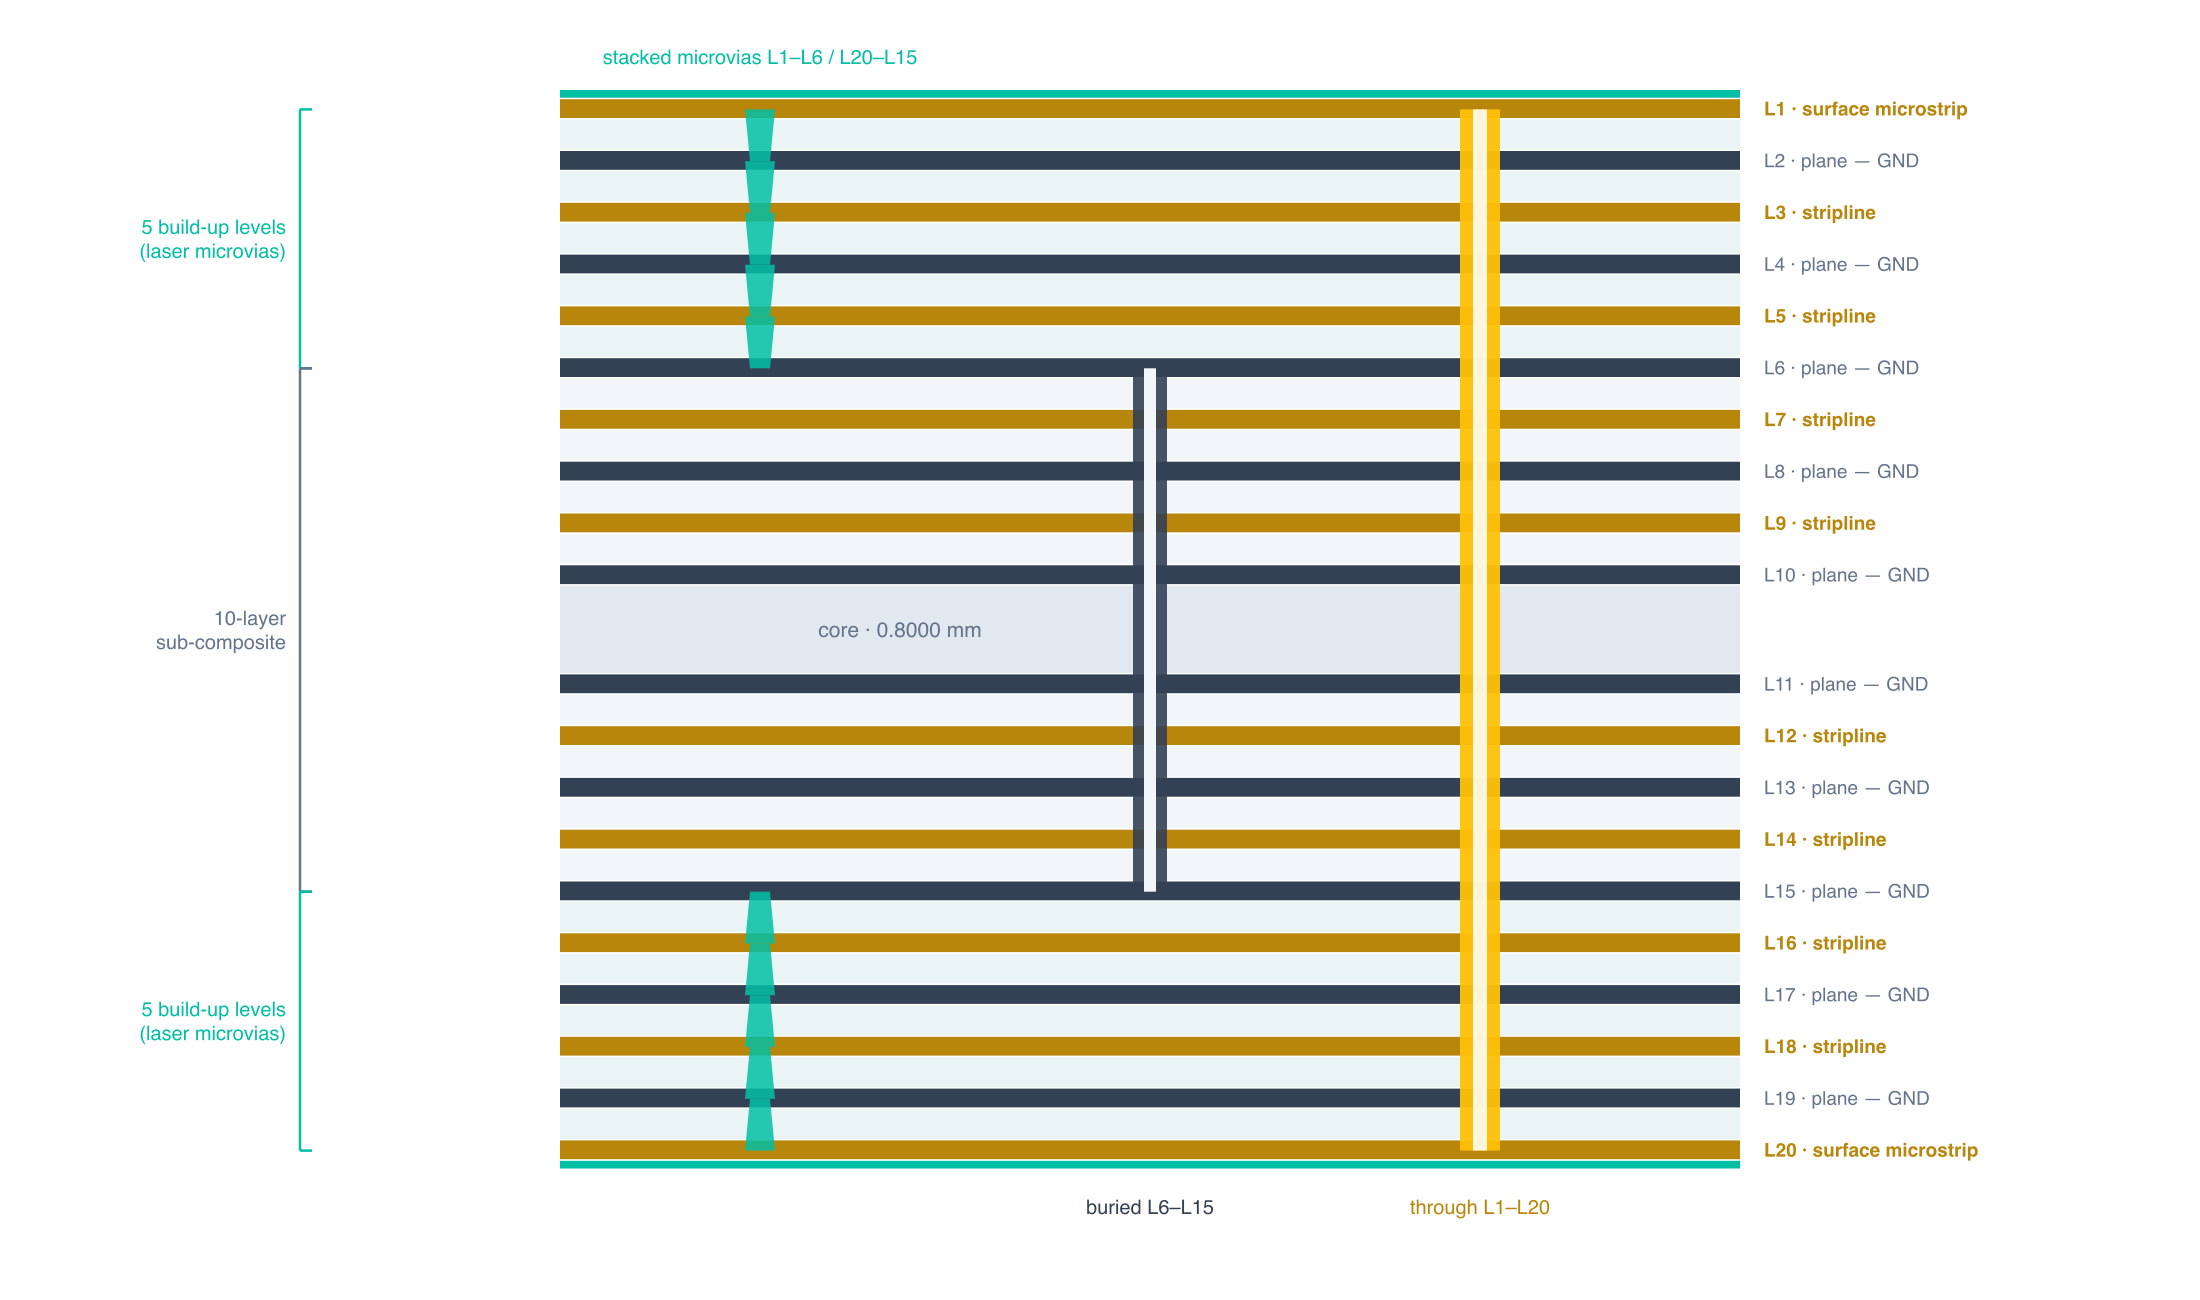 stacked microvias L1–L6 / L20–L15
L1 · surface microstrip
L2 · plane — GND
L3 · stripline
5 build-up levels
(laser microvias)
L4 · plane — GND
L5 · stripline
L6 · plane — GND
L7 · stripline
L8 · plane — GND
L9 · stripline
L10 · plane — GND
10-layer
sub-composite
core · 0.8000 mm
L11 · plane — GND
L12 · stripline
L13 · plane — GND
L14 · stripline
L15 · plane — GND
L16 · stripline
L17 · plane — GND
5 build-up levels
(laser microvias)
L18 · stripline
L19 · plane — GND
L20 · surface microstrip
buried L6–L15
through L1–L20